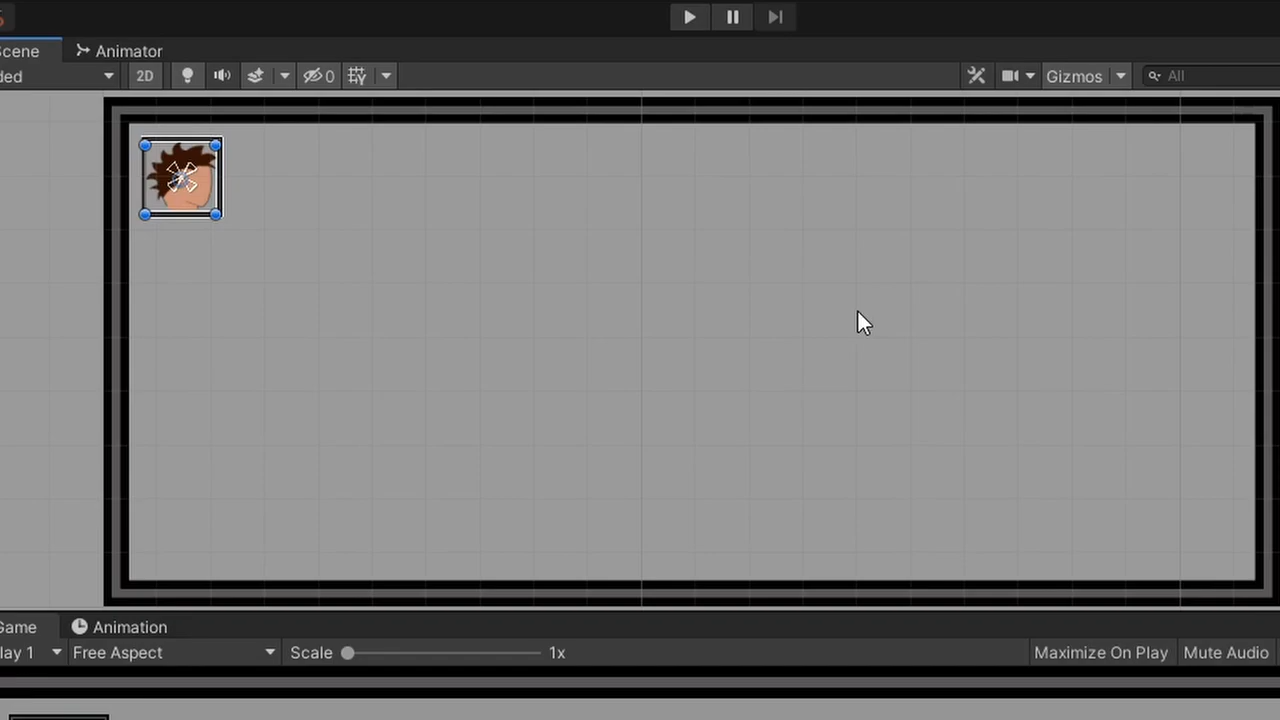 Scene Animator
ded 2D 0 Gizmos All
Game Animation
lay 1 Free Aspect Scale 1x Maximize On Play Mute Audio